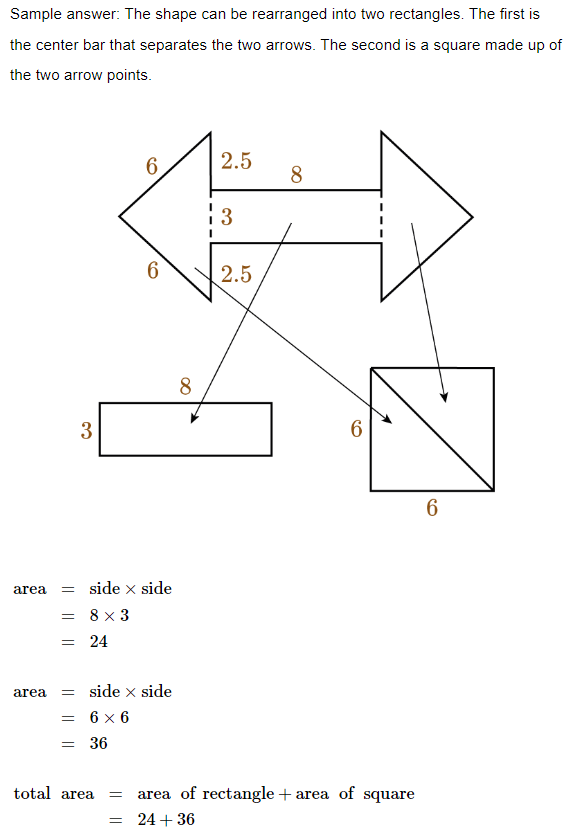 Sample answer: The shape can be rearranged into two rectangles. The first is
the center bar that separates the two arrows. The second is a square made up of
the two arrow points.
6
2.5
8
3
6
2.5
8
3
6
6
area = side × side
= 8 × 3
= 24
area = side × side
= 6 × 6
= 36
total area = area of rectangle + area of square
= 24 + 36